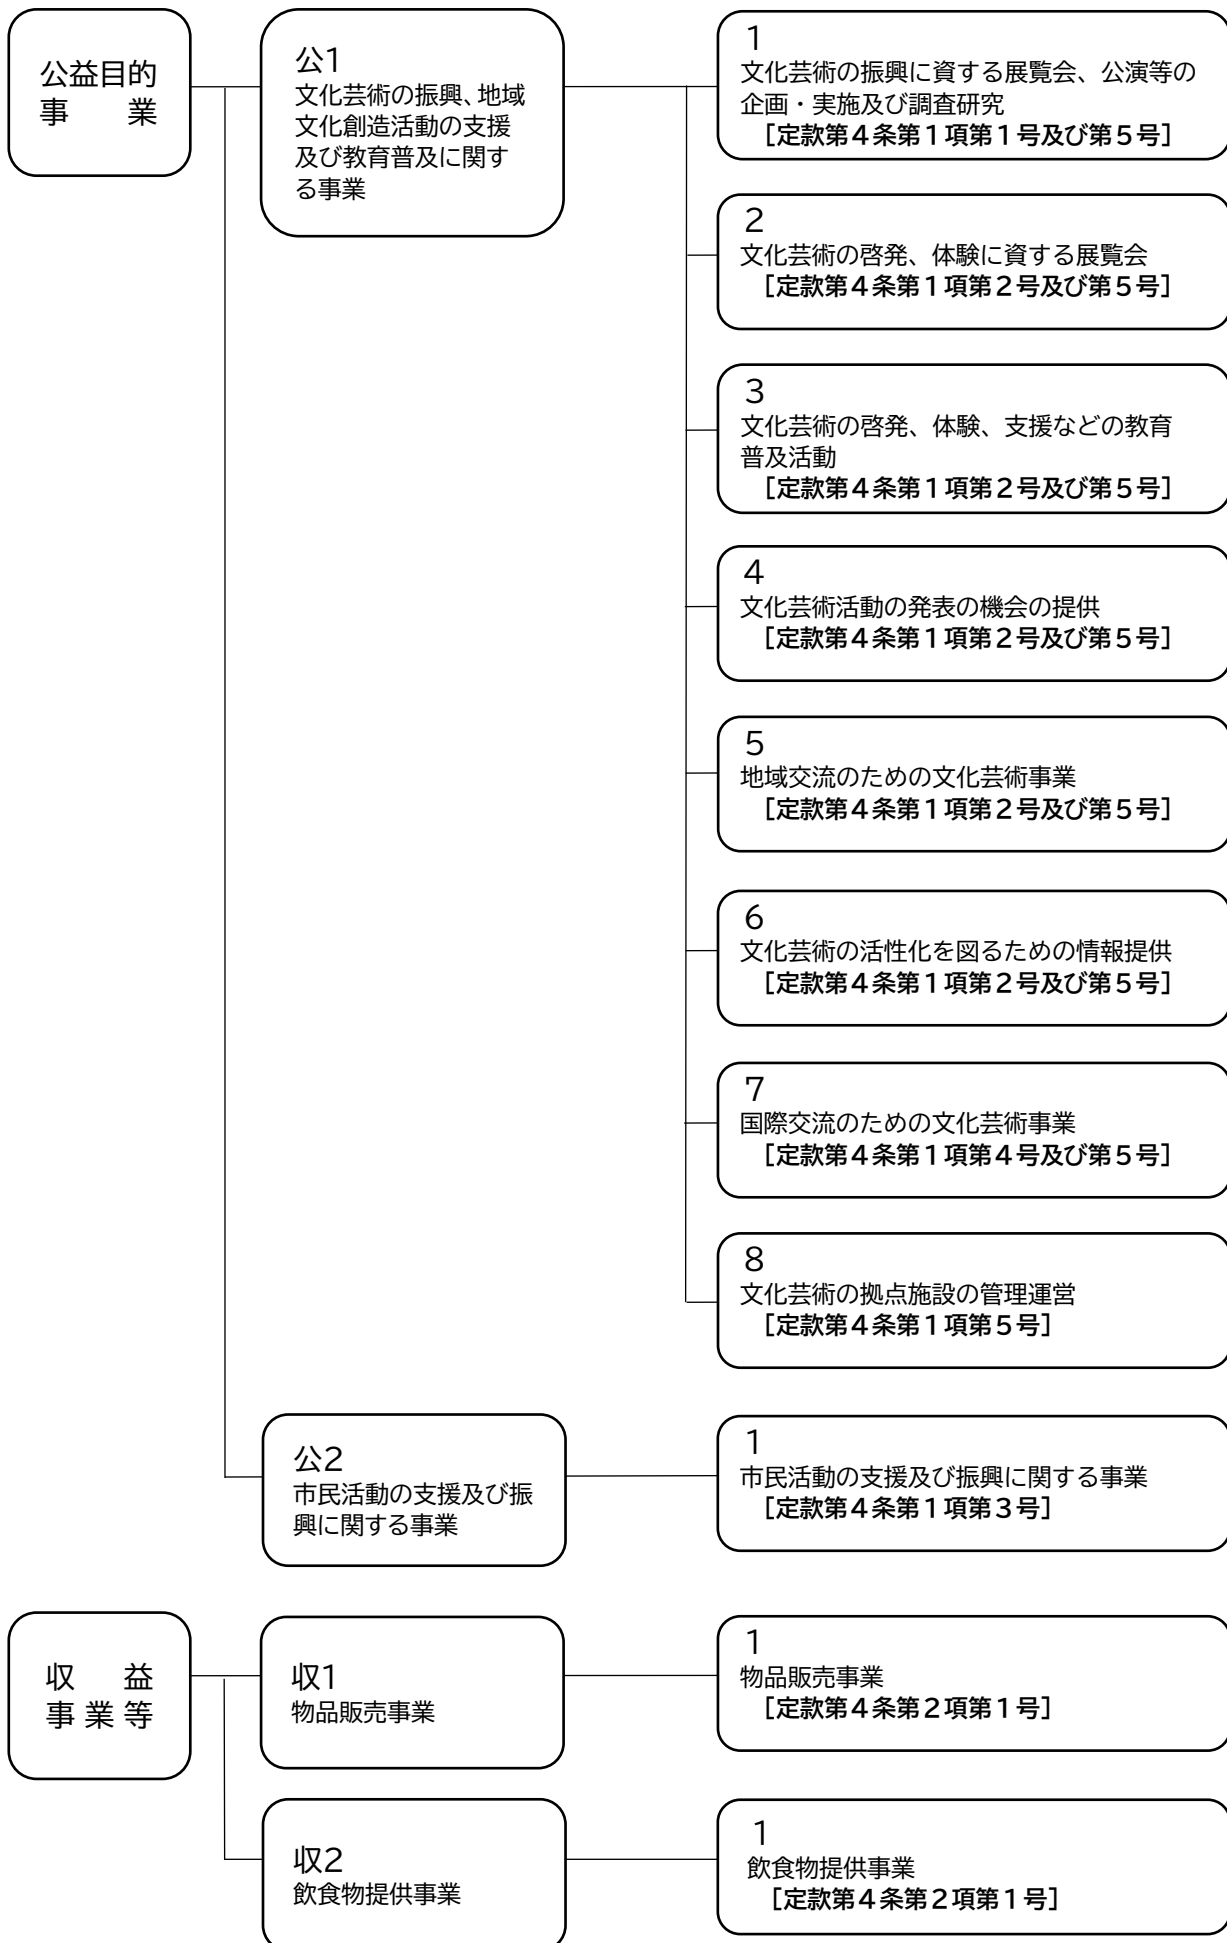 公益目的
事　　業
公1
文化芸術の振興、地域
文化創造活動の支援
及び教育普及に関す
る事業
1
文化芸術の振興に資する展覧会、公演等の
企画・実施及び調査研究
［定款第４条第１項第１号及び第５号］
2
文化芸術の啓発、体験に資する展覧会
［定款第４条第１項第２号及び第５号］
3
文化芸術の啓発、体験、支援などの教育
普及活動
［定款第４条第１項第２号及び第５号］
4
文化芸術活動の発表の機会の提供
［定款第４条第１項第２号及び第５号］
5
地域交流のための文化芸術事業
［定款第４条第１項第２号及び第５号］
6
文化芸術の活性化を図るための情報提供
［定款第４条第１項第２号及び第５号］
7
国際交流のための文化芸術事業
［定款第４条第１項第４号及び第５号］
8
文化芸術の拠点施設の管理運営
［定款第４条第１項第５号］
公2
市民活動の支援及び振
興に関する事業
1
市民活動の支援及び振興に関する事業
［定款第４条第１項第３号］
収　　益
事 業 等
収1
物品販売事業
1
物品販売事業
［定款第４条第２項第１号］
収2
飲食物提供事業
1
飲食物提供事業
［定款第４条第２項第１号］